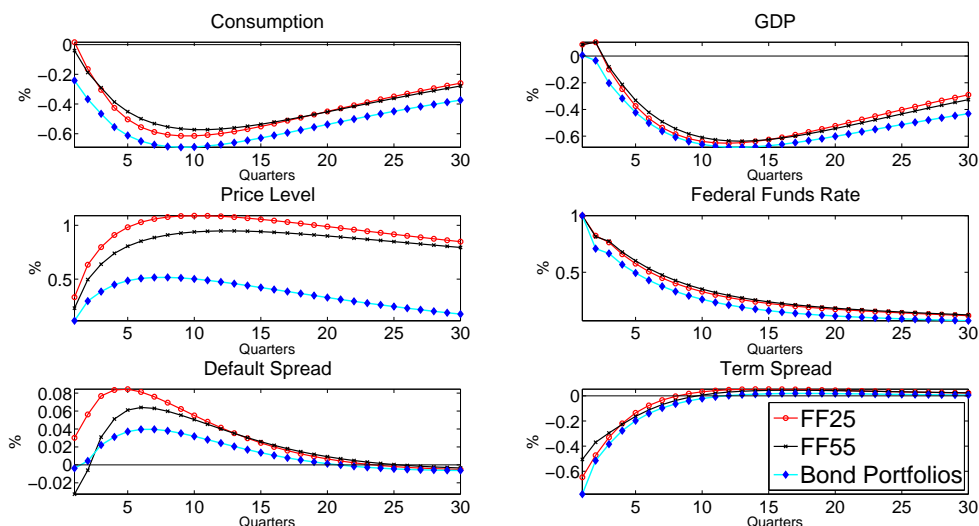 Consumption
0
−0.2
−0.4
−0.6
%
5 10 15 20 25 30
Quarters
GDP
0
−0.2
−0.4
−0.6
%
5 10 15 20 25 30
Quarters
Price Level
1
0.5
%
5 10 15 20 25 30
Quarters
Federal Funds Rate
1
0.5
%
5 10 15 20 25 30
Quarters
Default Spread
0.08
0.06
0.04
0.02
0
−0.02
%
5 10 15 20 25 30
Quarters
Term Spread
0
−0.2
−0.4
−0.6
%
5 10 15 20 25 30
Quarters
FF25
FF55
Bond Portfolios